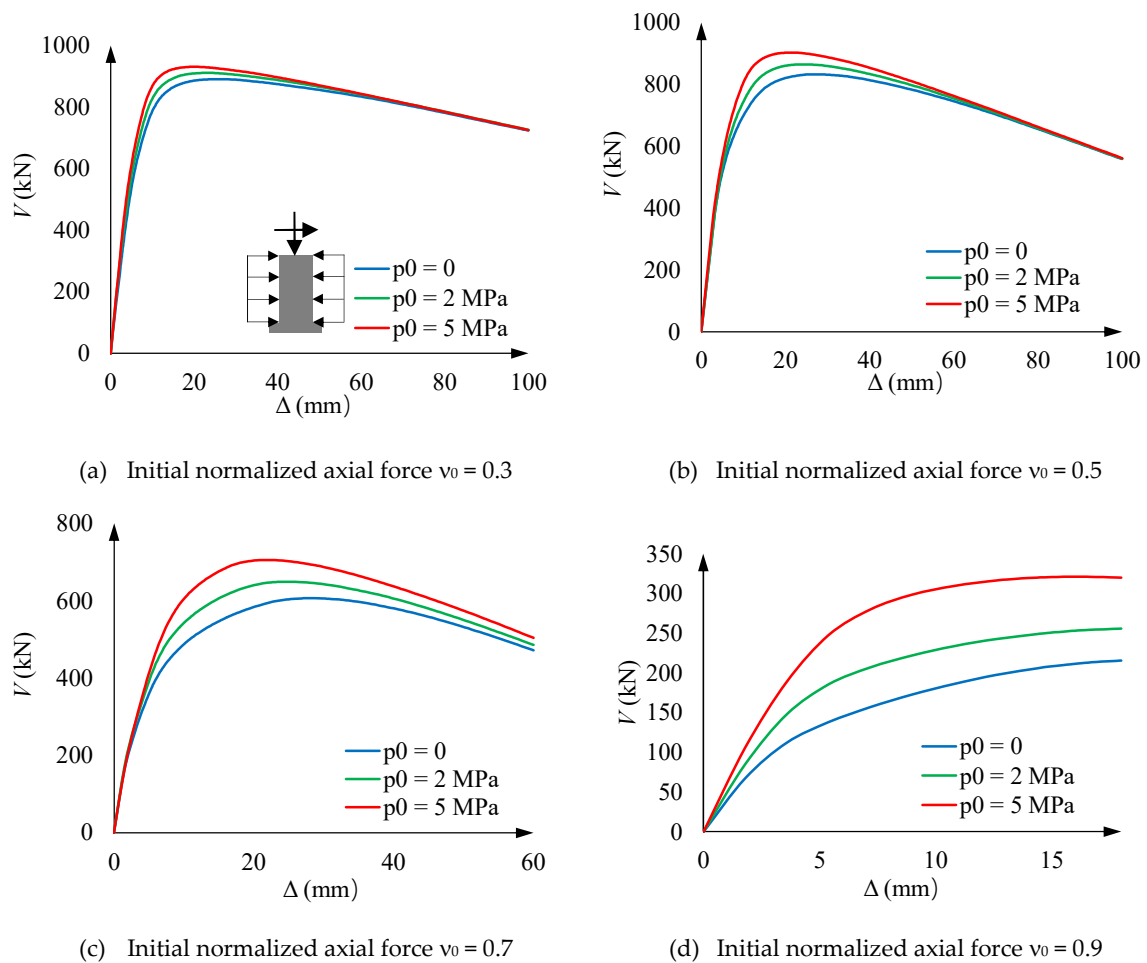 1000
800
600
400
200
0
V (kN)
p0 = 0
p0 = 2 MPa
p0 = 5 MPa
0 20 40 60 80 100
Δ (mm)
(a) Initial normalized axial force ν₀ = 0.3
1000
800
600
400
200
0
V (kN)
p0 = 0
p0 = 2 MPa
p0 = 5 MPa
0 20 40 60 80 100
Δ (mm)
(b) Initial normalized axial force ν₀ = 0.5
800
600
400
200
0
V (kN)
p0 = 0
p0 = 2 MPa
p0 = 5 MPa
0 20 40 60
Δ (mm)
(c) Initial normalized axial force ν₀ = 0.7
350
300
250
200
150
100
50
0
V (kN)
p0 = 0
p0 = 2 MPa
p0 = 5 MPa
0 5 10 15
Δ (mm)
(d) Initial normalized axial force ν₀ = 0.9